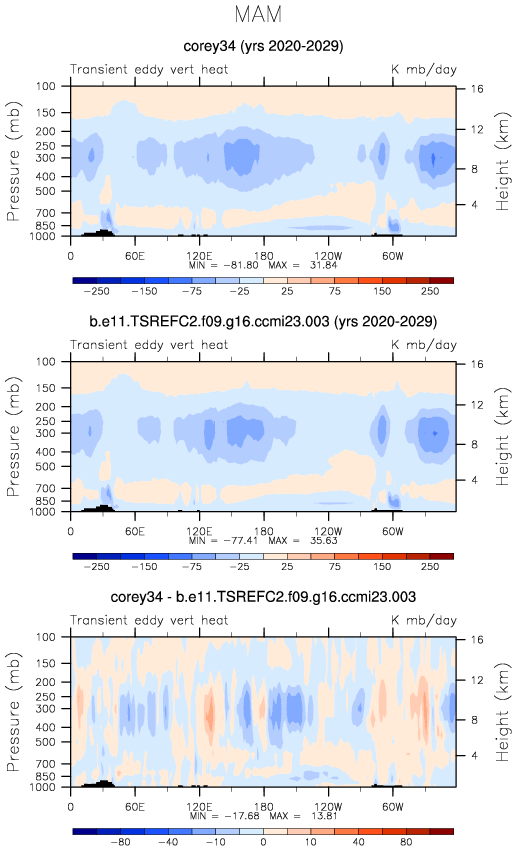 MAM
corey34 (yrs 2020-2029)
Transient eddy vert heat K mb/day
Pressure (mb)
100
150
200
250
300
400
500
700
850
1000
16
12
8
4
Height (km)
0 60E 120E 180 120W 60W
MIN = -81.80 MAX = 31.84
-250 -150 -75 -25 25 75 150 250
b.e11.TSREFC2.f09.g16.ccmi23.003 (yrs 2020-2029)
Transient eddy vert heat K mb/day
Pressure (mb)
100
150
200
250
300
400
500
700
850
1000
16
12
8
4
Height (km)
0 60E 120E 180 120W 60W
MIN = -77.41 MAX = 35.63
-250 -150 -75 -25 25 75 150 250
corey34 - b.e11.TSREFC2.f09.g16.ccmi23.003
Transient eddy vert heat K mb/day
Pressure (mb)
100
150
200
250
300
400
500
700
850
1000
16
12
8
4
Height (km)
0 60E 120E 180 120W 60W
MIN = -17.68 MAX = 13.81
-80 -40 -10 0 10 40 80